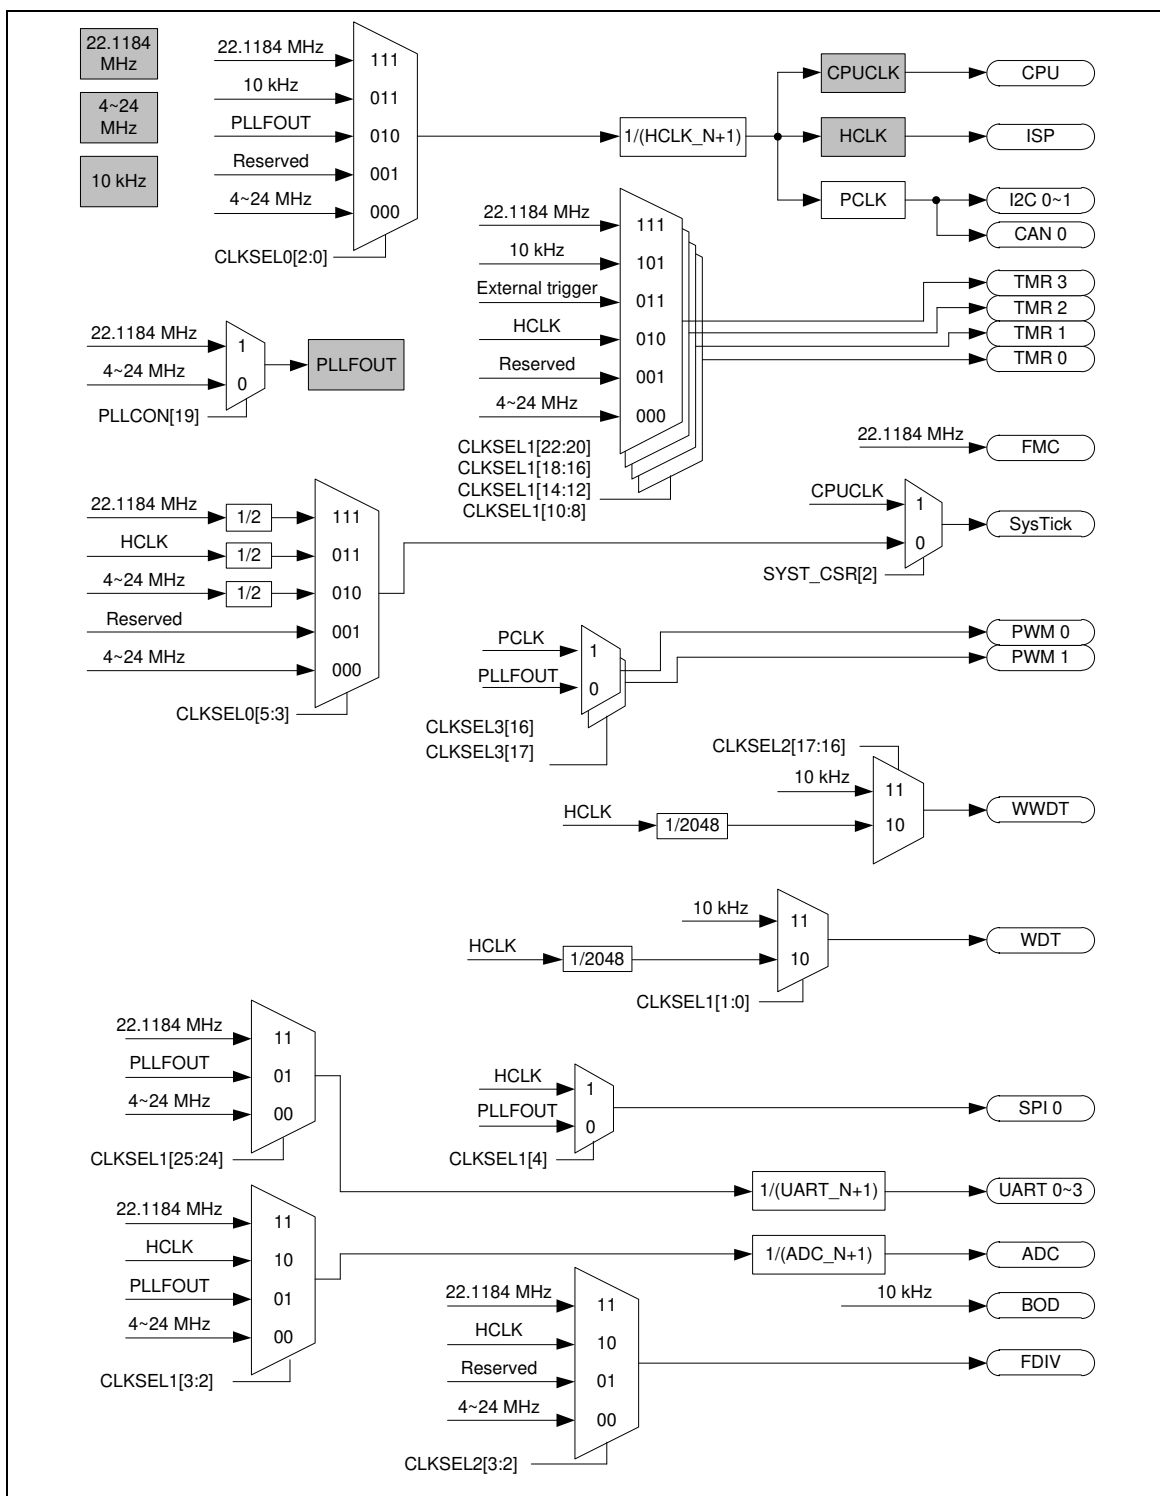 22.1184
MHz
4~24
MHz
10 kHz
22.1184 MHz
111
10 kHz
011
PLLFOUT
010
Reserved
001
4~24 MHz
000
CLKSEL0[2:0]
1/(HCLK_N+1)
CPUCLK
CPU
HCLK
ISP
PCLK
I2C 0~1
CAN 0
22.1184 MHz
111
10 kHz
101
External trigger
011
HCLK
010
Reserved
001
4~24 MHz
000
CLKSEL1[22:20]
CLKSEL1[18:16]
CLKSEL1[14:12]
CLKSEL1[10:8]
TMR 3
TMR 2
TMR 1
TMR 0
22.1184 MHz
1
4~24 MHz
0
PLLCON[19]
PLLFOUT
22.1184 MHz
FMC
22.1184 MHz
1/2
111
HCLK
1/2
011
4~24 MHz
1/2
010
Reserved
001
4~24 MHz
000
CLKSEL0[5:3]
CPUCLK
1
0
SYST_CSR[2]
SysTick
PCLK
1
PLLFOUT
0
CLKSEL3[16]
CLKSEL3[17]
PWM 0
PWM 1
CLKSEL2[17:16]
10 kHz
11
HCLK
1/2048
10
WWDT
10 kHz
11
HCLK
1/2048
10
CLKSEL1[1:0]
WDT
22.1184 MHz
11
PLLFOUT
01
4~24 MHz
00
CLKSEL1[25:24]
HCLK
1
PLLFOUT
0
CLKSEL1[4]
SPI 0
1/(UART_N+1)
UART 0~3
22.1184 MHz
11
HCLK
10
PLLFOUT
01
4~24 MHz
00
CLKSEL1[3:2]
1/(ADC_N+1)
ADC
10 kHz
BOD
22.1184 MHz
11
HCLK
10
Reserved
01
4~24 MHz
00
CLKSEL2[3:2]
FDIV